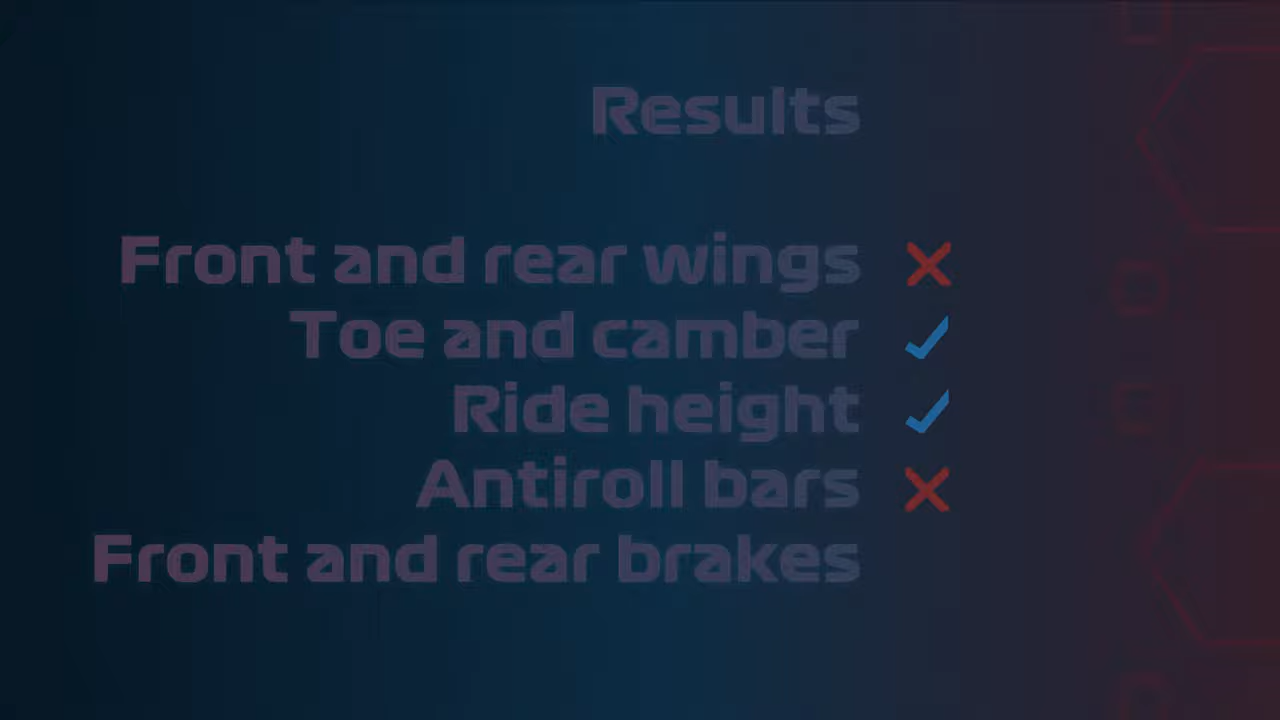 Results
Front and rear wings
Toe and camber
Ride height
Antiroll bars
Front and rear brakes